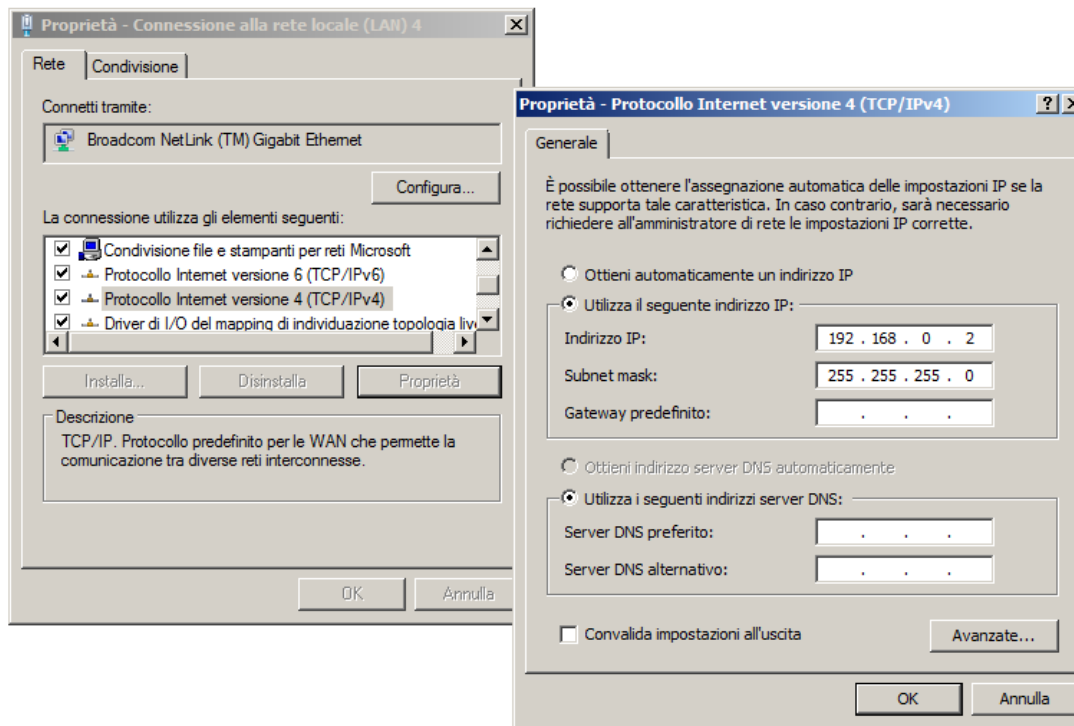 Proprietà - Connessione alla rete locale (LAN) 4
Rete
Condivisione
Connetti tramite:
Broadcom NetLink (TM) Gigabit Ethernet
Configura...
La connessione utilizza gli elementi seguenti:
Condivisione file e stampanti per reti Microsoft
Protocollo Internet versione 6 (TCP/IPv6)
Protocollo Internet versione 4 (TCP/IPv4)
Driver di I/O del mapping di individuazione topologia live
Installa...
Disinstalla
Proprietà
Descrizione
TCP/IP. Protocollo predefinito per le WAN che permette la
comunicazione tra diverse reti interconnesse.
OK
Annulla
Proprietà - Protocollo Internet versione 4 (TCP/IPv4)
Generale
È possibile ottenere l'assegnazione automatica delle impostazioni IP se la
rete supporta tale caratteristica. In caso contrario, sarà necessario
richiedere all'amministratore di rete le impostazioni IP corrette.
Ottieni automaticamente un indirizzo IP
Utilizza il seguente indirizzo IP:
Indirizzo IP: 192 . 168 . 0 . 2
Subnet mask: 255 . 255 . 255 . 0
Gateway predefinito: . . .
Ottieni indirizzo server DNS automaticamente
Utilizza i seguenti indirizzi server DNS:
Server DNS preferito: . . .
Server DNS alternativo: . . .
Convalida impostazioni all'uscita
Avanzate...
OK
Annulla